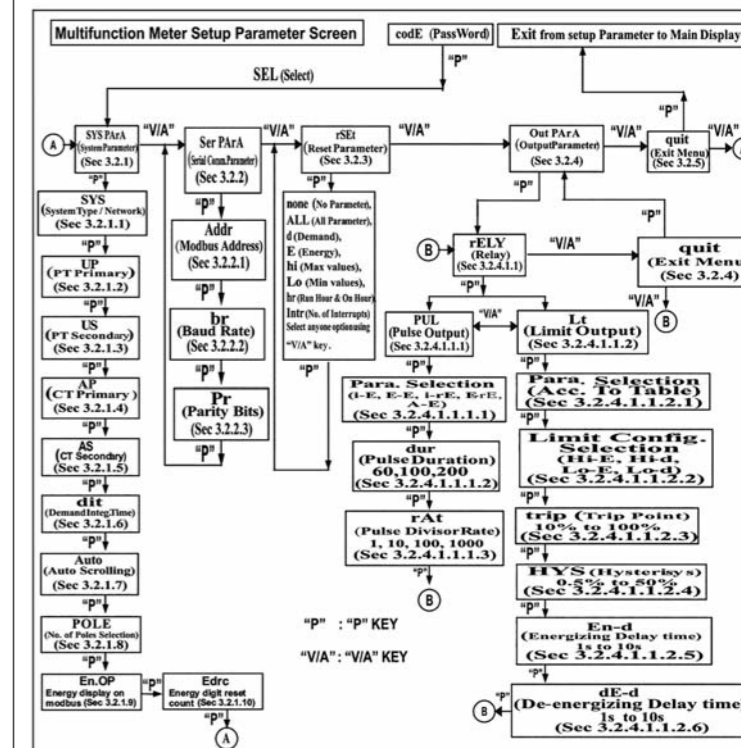 Multifunction Meter Setup Parameter Screen
codE (PassWord)
Exit from setup Parameter to Main Display
"P"
"P"
SEL (Select)
A
SYS PArA
(System Parameter)
(Sec 3.2.1)
"V/A"
Ser PArA
(Serial Comm.Parameter)
(Sec 3.2.2)
"V/A"
rSEt
(Reset Parameter)
(Sec 3.2.3)
"V/A"
Out PArA
(OutputParameter)
(Sec 3.2.4)
"V/A"
quit
(Exit Menu)
(Sec 3.2.5)
"V/A"
"P"
SYS
(System Type / Network)
(Sec 3.2.1.1)
"P"
UP
(PT Primary)
(Sec 3.2.1.2)
"P"
US
(PT Secondary)
(Sec 3.2.1.3)
"P"
AP
(CT Primary)
(Sec 3.2.1.4)
"P"
AS
(CT Secondary)
(Sec 3.2.1.5)
"P"
dit
(Demand Integ.Time)
(Sec 3.2.1.6)
"P"
Auto
(Auto Scrolling)
(Sec 3.2.1.7)
"P"
POLE
(No. of Poles Selection)
(Sec 3.2.1.8)
"P"
En.OP
Energy display on
modbus (Sec 3.2.1.9)
"P"
Edrc
Energy digit reset
count (Sec 3.2.1.10)
"P"
A
"P"
Addr
(Modbus Address)
(Sec 3.2.2.1)
"P"
br
(Baud Rate)
(Sec 3.2.2.2)
"P"
Pr
(Parity Bits)
(Sec 3.2.2.3)
"P"
"P"
none (No Parameter),
ALL (All Parameter),
d (Demand),
E (Energy),
hi (Max values),
Lo (Min values),
hr (Run Hour & On Hour),
Intr (No. of Interrupts)
Select any one option using
"V/A" key.
"P"
"P"
B
rELY
(Relay)
(Sec 3.2.4.1.1)
"V/A"
quit
(Exit Menu)
(Sec 3.2.4)
"P"
"V/A"
B
"P"
PUL
(Pulse Output)
(Sec 3.2.4.1.1.1)
"V/A"
Lt
(Limit Output)
(Sec 3.2.4.1.1.2)
"P"
Para. Selection
(i-E, E-E, i-rE, E-rE,
A-E)
(Sec 3.2.4.1.1.1.1)
"P"
dur
(Pulse Duration)
60,100,200
(Sec 3.2.4.1.1.1.2)
"P"
rAt
(Pulse Divisor Rate)
1, 10, 100, 1000
(Sec 3.2.4.1.1.1.3)
"P"
B
"P"
Para. Selection
(Acc. To Table)
(Sec 3.2.4.1.1.2.1)
"P"
Limit Config.
Selection
(Hi-E, Hi-d,
Lo-E, Lo-d)
(Sec 3.2.4.1.1.2.2)
"P"
trip (Trip Point)
10% to 100%
(Sec 3.2.4.1.1.2.3)
"P"
HYS (Hysterisys)
0.5% to 50%
(Sec 3.2.4.1.1.2.4)
"P"
En-d
(Energizing Delay time)
1s to 10s
(Sec 3.2.4.1.1.2.5)
"P"
dE-d
(De-energizing Delay time)
1s to 10s
(Sec 3.2.4.1.1.2.6)
"P"
B
"P" : "P" KEY
"V/A": "V/A" KEY